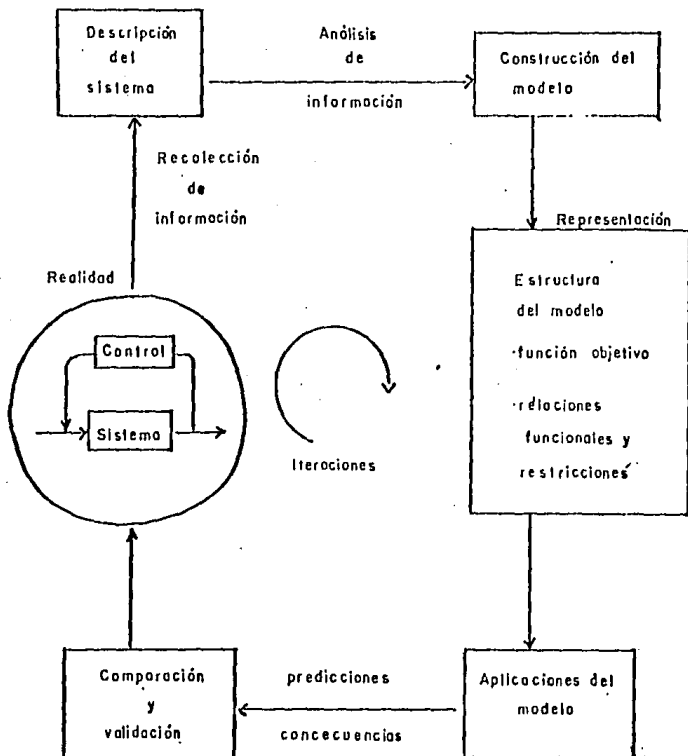 Descripción
del
sistema
Análisis
de
información
Construcción del
modelo
Recolección
de
información
Representación
Realidad
Estructura
del modelo
·función objetivo
·relaciones
funcionales y
restricciones
Control
Sistema
Iteraciones
Comparación
y
validación
predicciones
concecuencias
Aplicaciones del
modelo